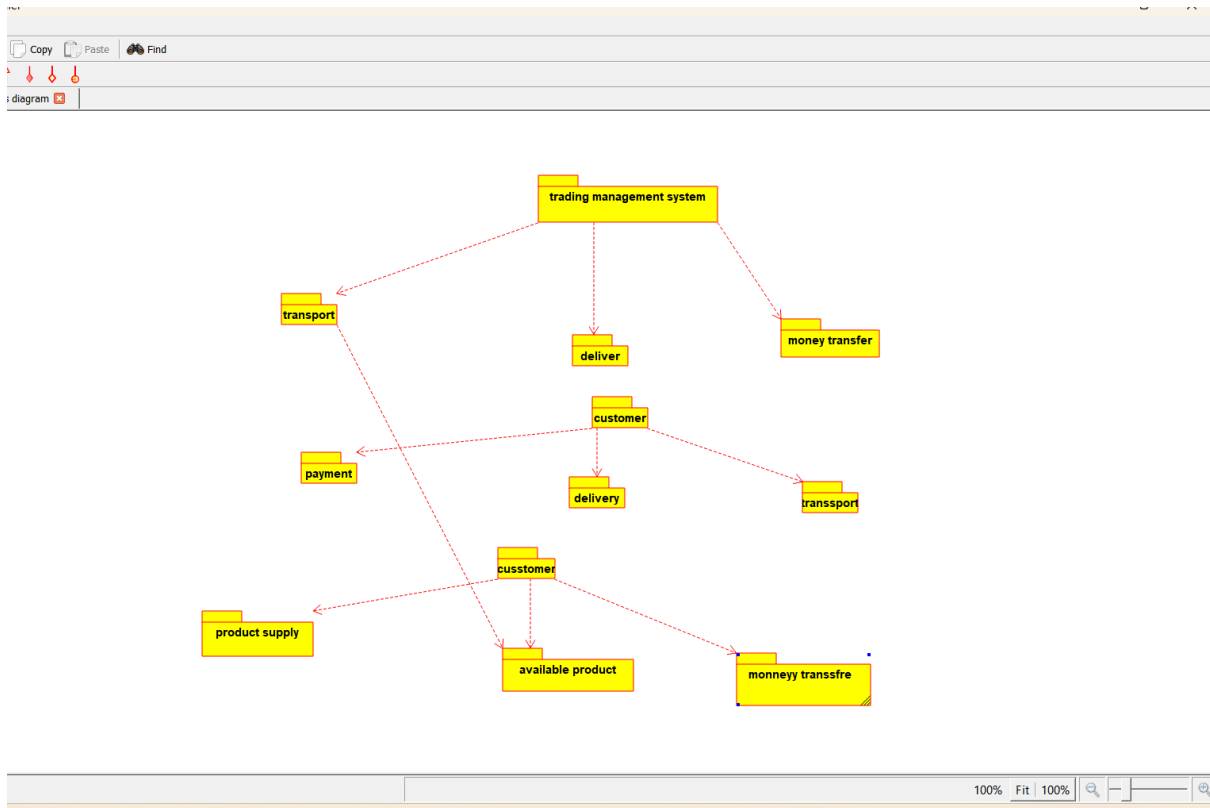 Copy Paste Find
s diagram
trading management system
transport
deliver
money transfer
customer
payment
delivery
transsport
cusstomer
product supply
available product
monneyy transsfre
100% Fit 100%